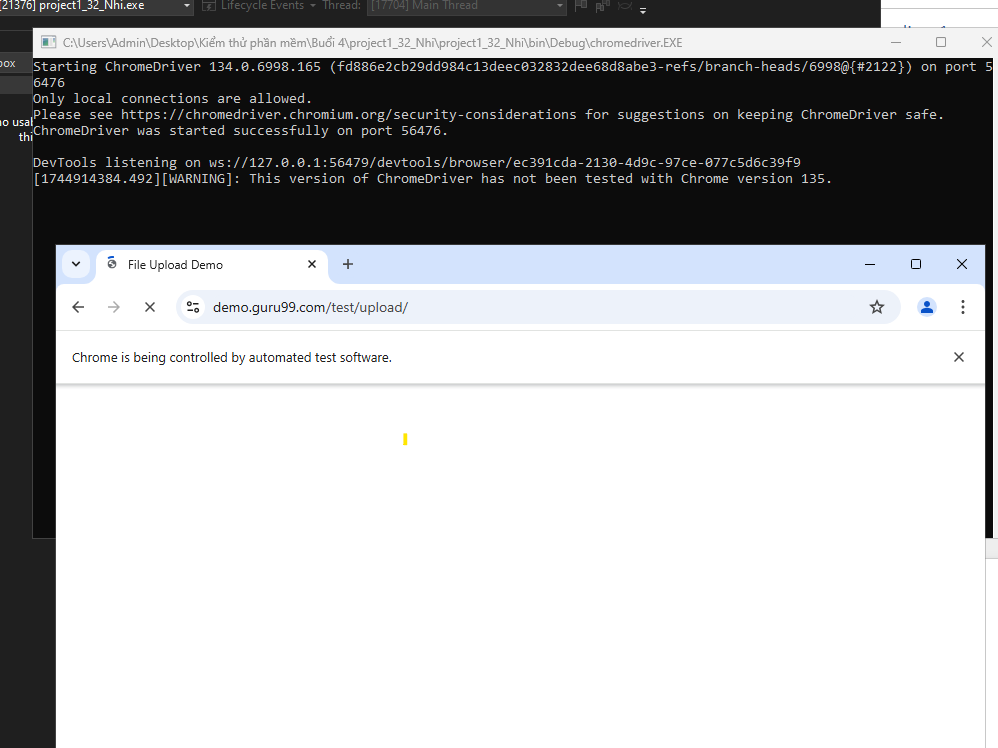 [21376] project1_32_Nhi.exe Lifecycle Events Thread: [17704] Main Thread
C:\Users\Admin\Desktop\Kiểm thử phần mềm\Buổi 4\project1_32_Nhi\project1_32_Nhi\bin\Debug\chromedriver.EXE
Starting ChromeDriver 134.0.6998.165 (fd886e2cb29dd984c13deec032832dee68d8abe3-refs/branch-heads/6998@{#2122}) on port 5
6476
Only local connections are allowed.
Please see https://chromedriver.chromium.org/security-considerations for suggestions on keeping ChromeDriver safe.
ChromeDriver was started successfully on port 56476.
DevTools listening on ws://127.0.0.1:56479/devtools/browser/ec391cda-2130-4d9c-97ce-077c5d6c39f9
[1744914384.492][WARNING]: This version of ChromeDriver has not been tested with Chrome version 135.
File Upload Demo
demo.guru99.com/test/upload/
Chrome is being controlled by automated test software.